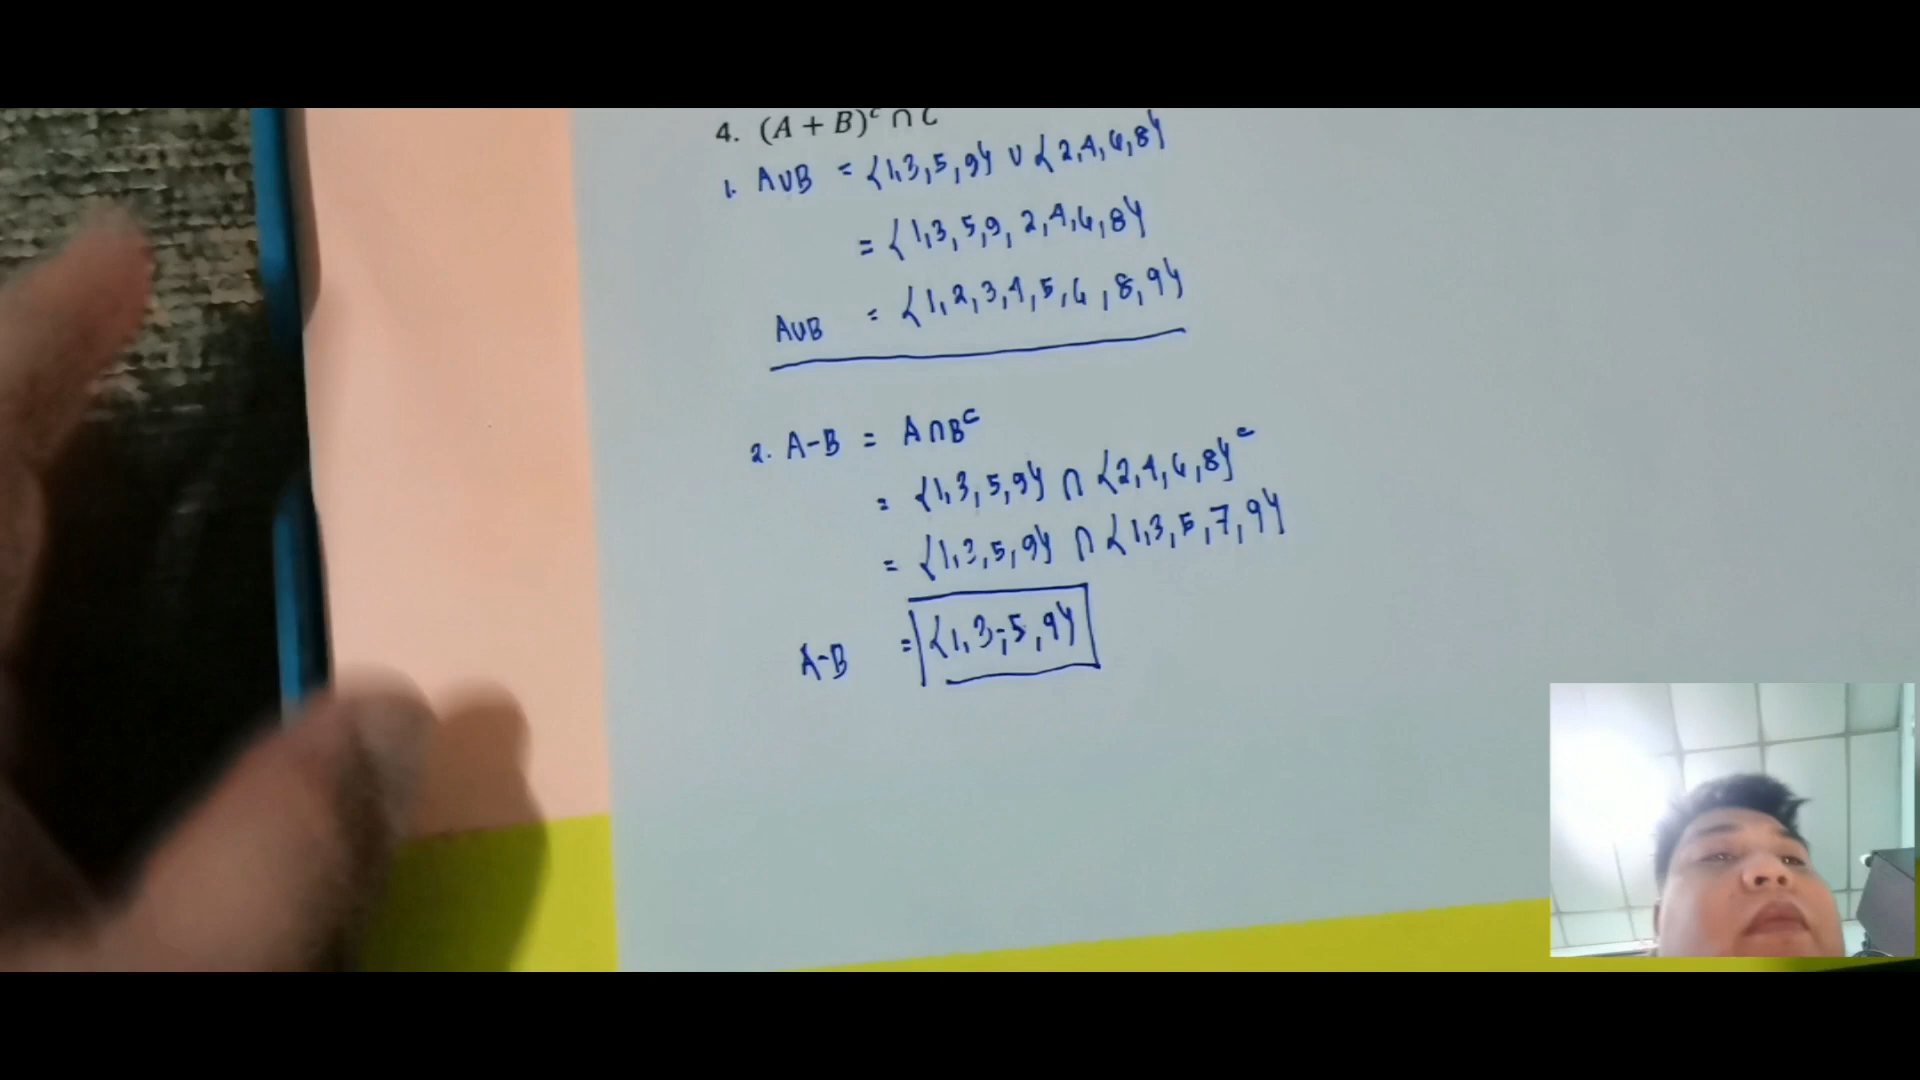 4. (A + B)ᶜ ∩ C
1. A∪B = {1,3,5,9} ∪ {2,4,6,8}
= {1,3,5,9, 2,4,6,8}
A∪B = {1,2,3,4,5,6,8,9}
2. A-B = A∩Bᶜ
= {1,3,5,9} ∩ {2,4,6,8}ᶜ
= {1,3,5,9} ∩ {1,3,5,7,9}
A-B = {1,3,5,9}